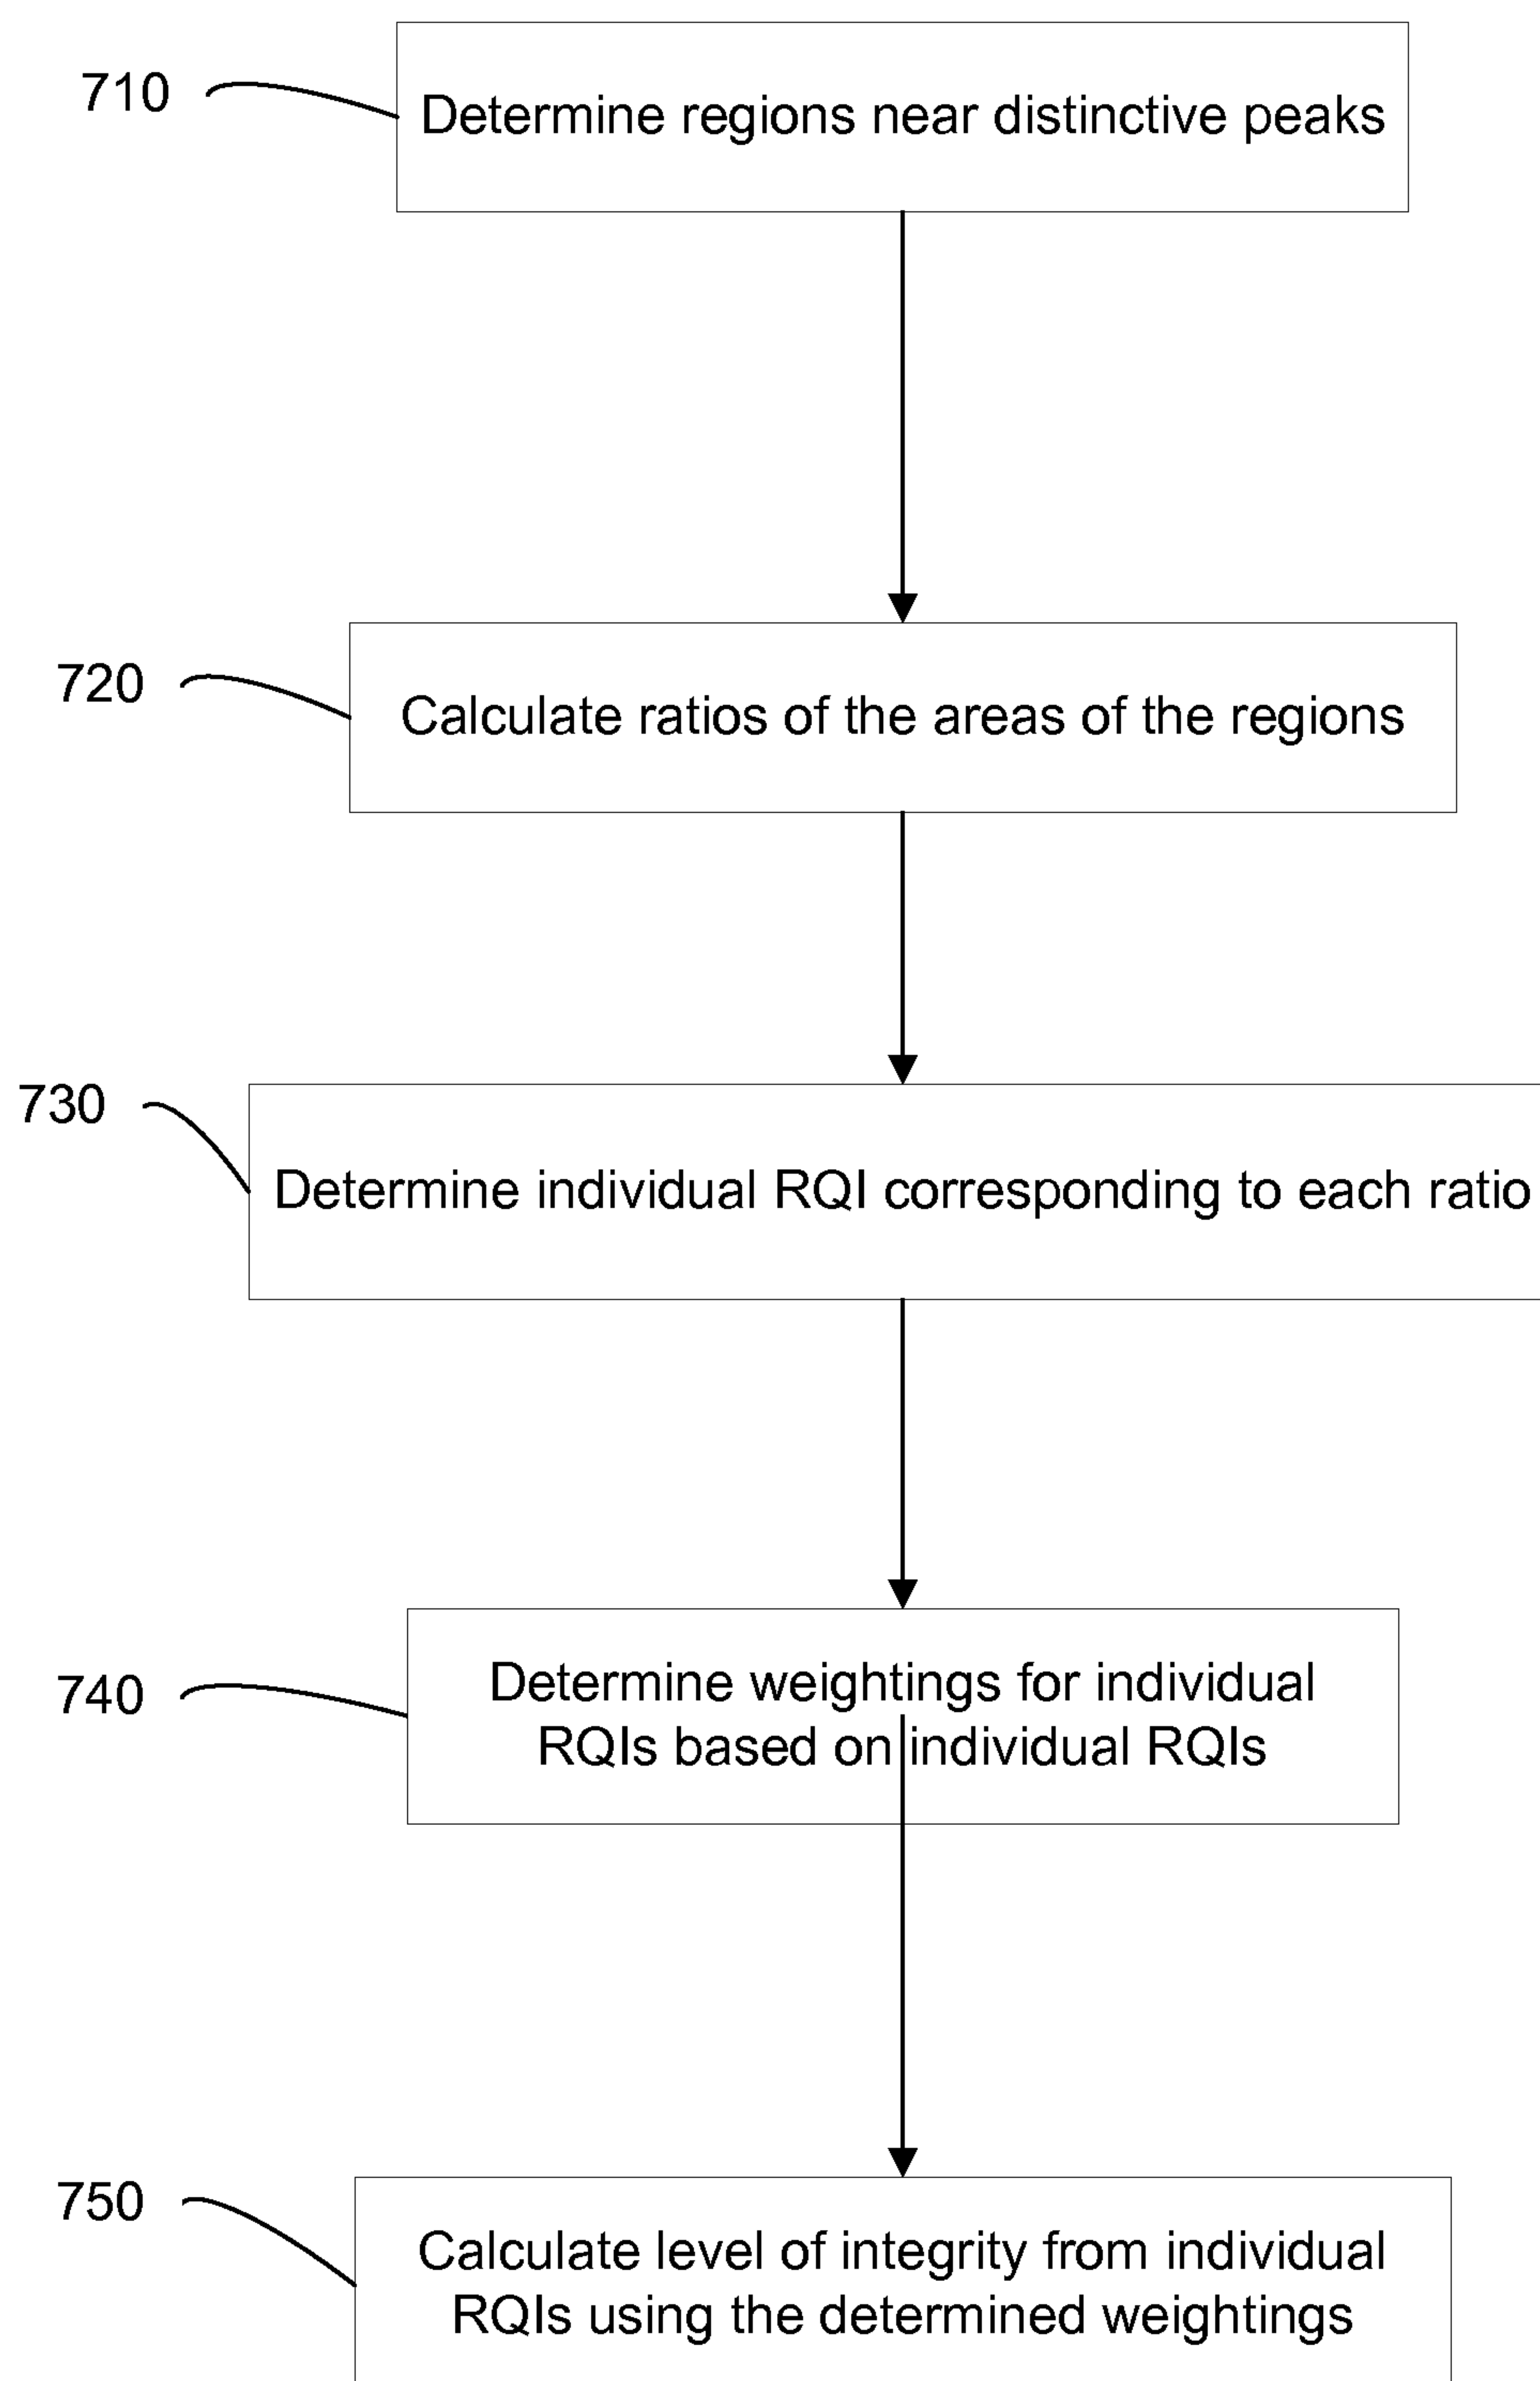 710
Determine regions near distinctive peaks
720
Calculate ratios of the areas of the regions
730
Determine individual RQI corresponding to each ratio
740
Determine weightings for individual
RQIs based on individual RQIs
750
Calculate level of integrity from individual
RQIs using the determined weightings